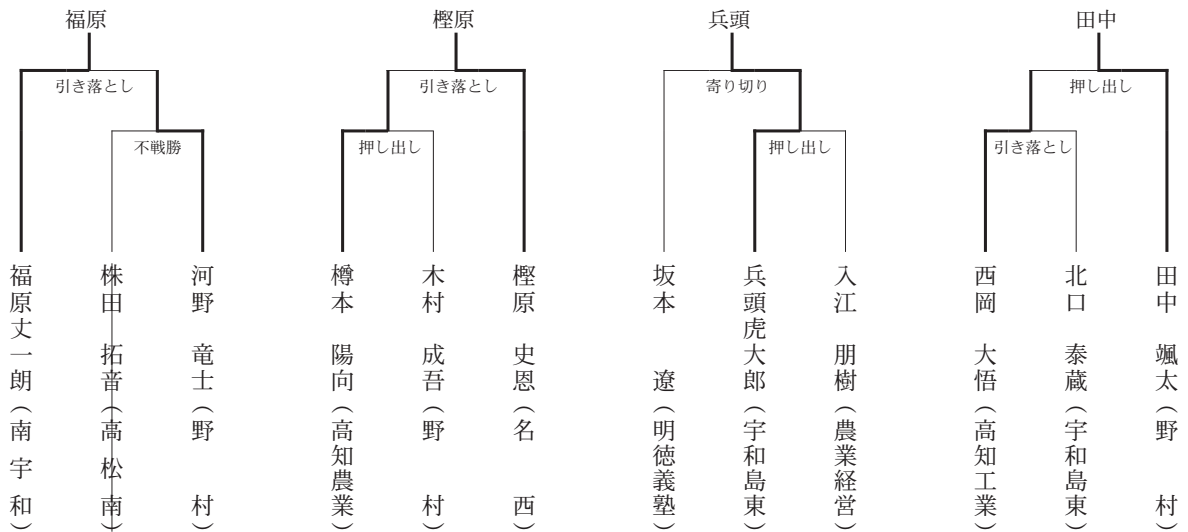 福原
樫原
兵頭
田中
引き落とし
引き落とし
寄り切り
押し出し
不戦勝
押し出し
押し出し
引き落とし
福原丈一朗（南宇和）
株田 拓音（高松南）
河野 竜士（野村）
樽本 陽向（高知農業）
木村 成吾（野村）
樫原 史恩（名西）
坂本 遼（明徳義塾）
兵頭虎大郎（宇和島東）
入江 朋樹（農業経営）
西岡 大悟（高知工業）
北口 泰蔵（宇和島東）
田中 颯太（野村）